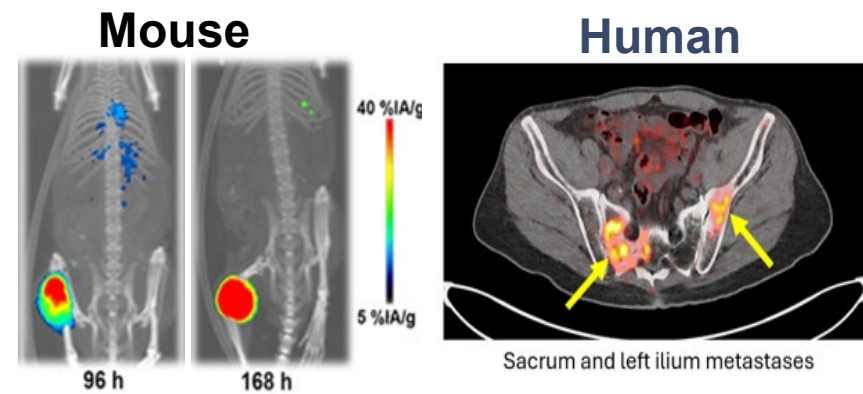 Mouse
Human
40 %IA/g
5 %IA/g
96 h
168 h
Sacrum and left ilium metastases